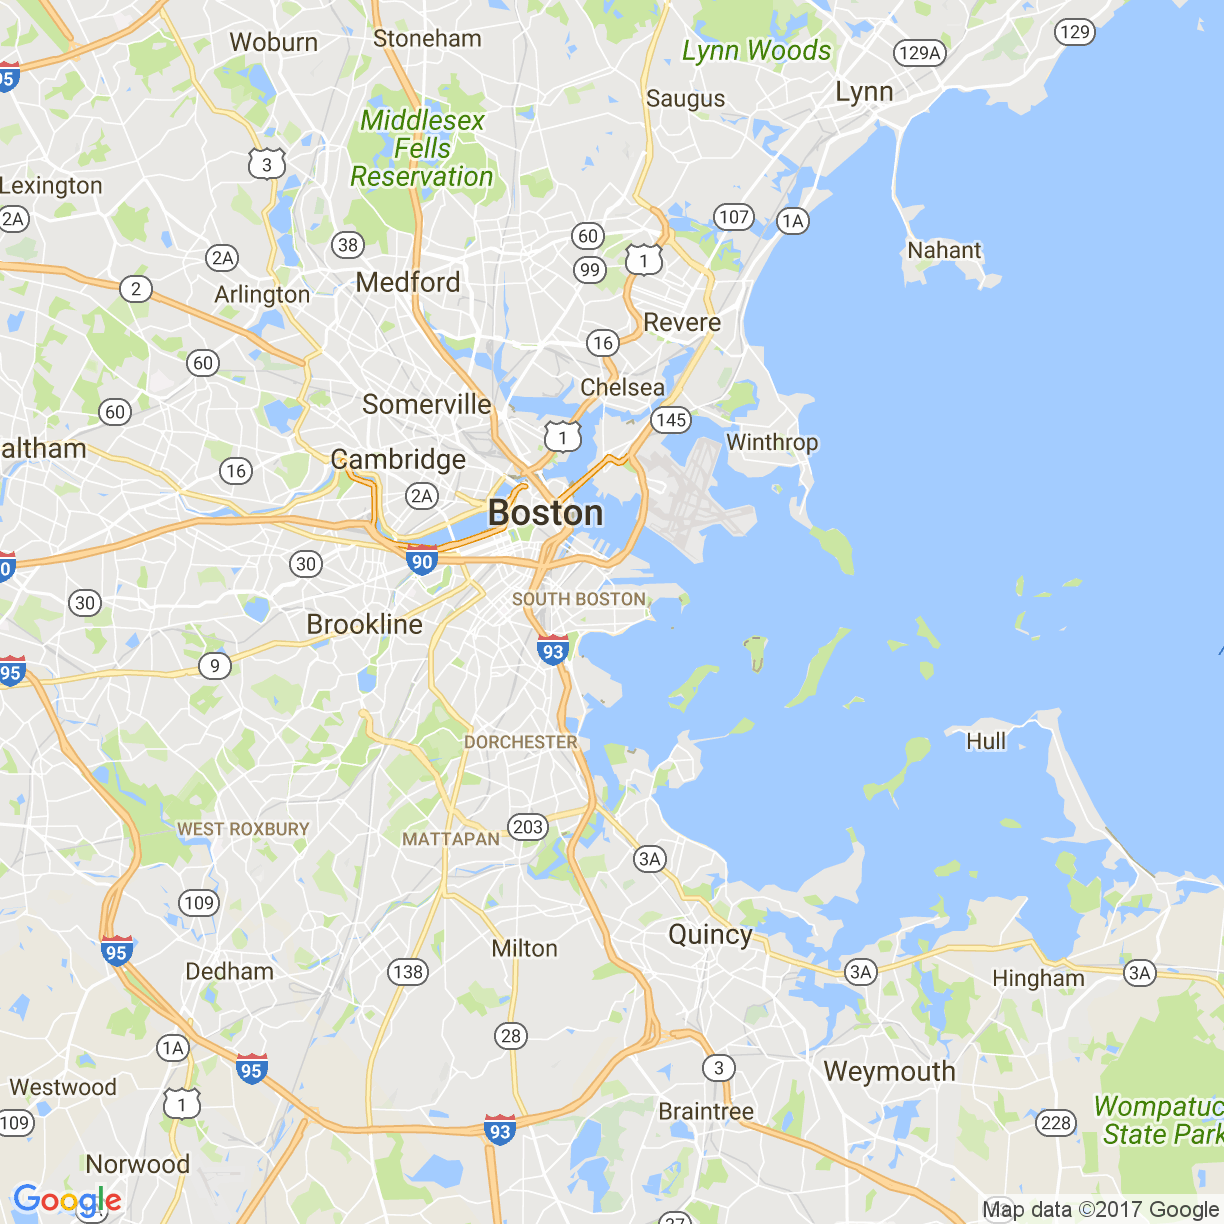 Woburn
Stoneham
129
129A
Lynn Woods
95
Lynn
Saugus
Middlesex
Fells
Reservation
3
Lexington
2A
107
1A
60
38
Nahant
2A
1
99
Medford
2
Arlington
Revere
16
60
Chelsea
Somerville
60
145
1
Winthrop
altham
Cambridge
16
2A
Boston
90
30
0
South Boston
30
Brookline
93
9
95
Hull
Dorchester
West Roxbury
203
Mattapan
3A
109
Quincy
Milton
95
Dedham
138
3A
Hingham
3A
28
1A
95
3
Weymouth
Westwood
1
Braintree
Wompatuc
State Park
109
93
228
Norwood
Google
Map data ©2017 Google